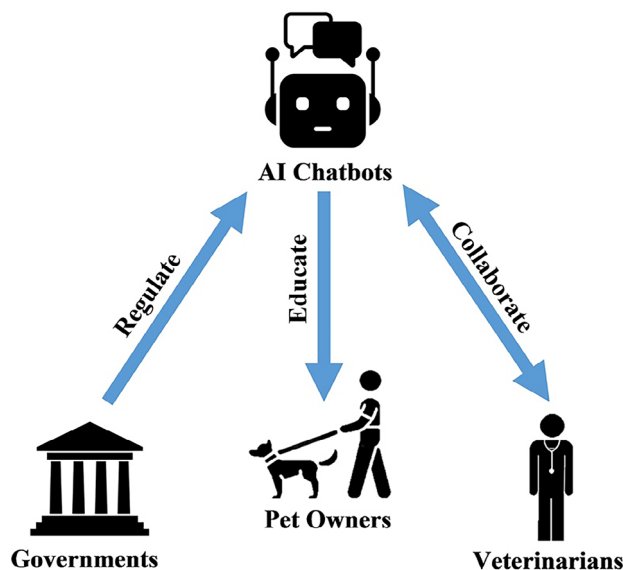 AI Chatbots
Regulate
Educate
Collaborate
Pet Owners
Governments
Veterinarians